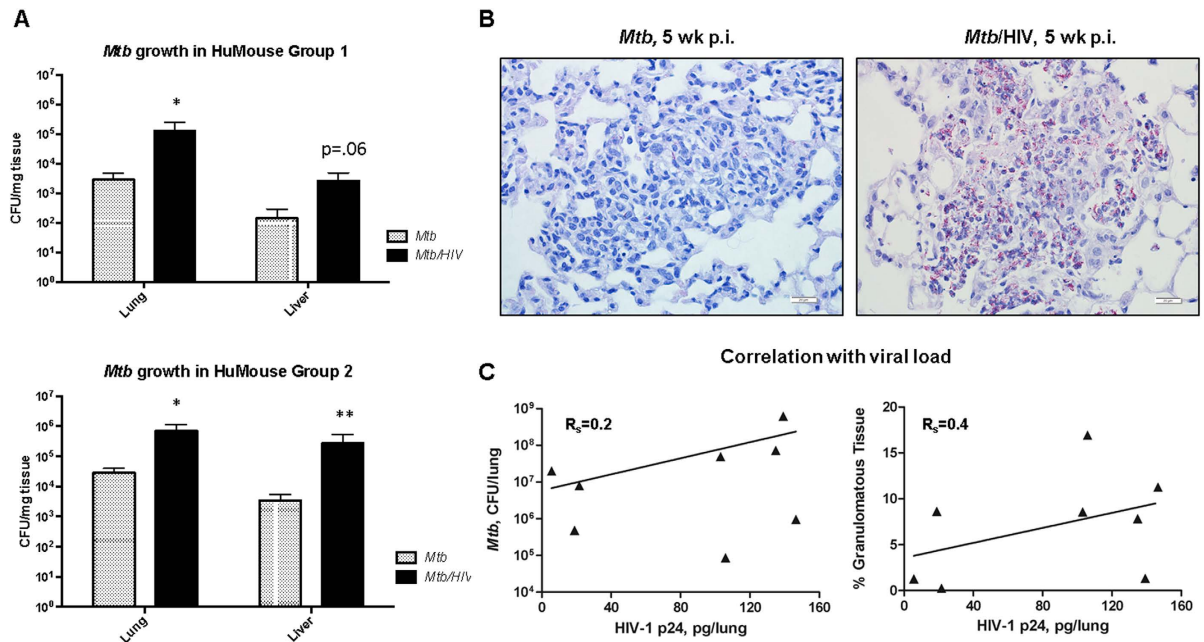 A
Mtb growth in HuMouse Group 1
CFU/mg tissue
10⁷
10⁶
10⁵
10⁴
10³
10²
10¹
10⁰
*
p=.06
Lung
Liver
Mtb
Mtb/HIV
Mtb growth in HuMouse Group 2
CFU/mg tissue
10⁷
10⁶
10⁵
10⁴
10³
10²
10¹
10⁰
*
**
Lung
Liver
Mtb
Mtb/HIV
B
Mtb, 5 wk p.i.
Mtb/HIV, 5 wk p.i.
C
Correlation with viral load
Mtb, CFU/lung
10⁹
10⁸
10⁷
10⁶
10⁵
10⁴
Rs=0.2
0 40 80 120 160
HIV-1 p24, pg/lung
% Granulomatous Tissue
20
15
10
5
0
Rs=0.4
0 40 80 120 160
HIV-1 p24, pg/lung